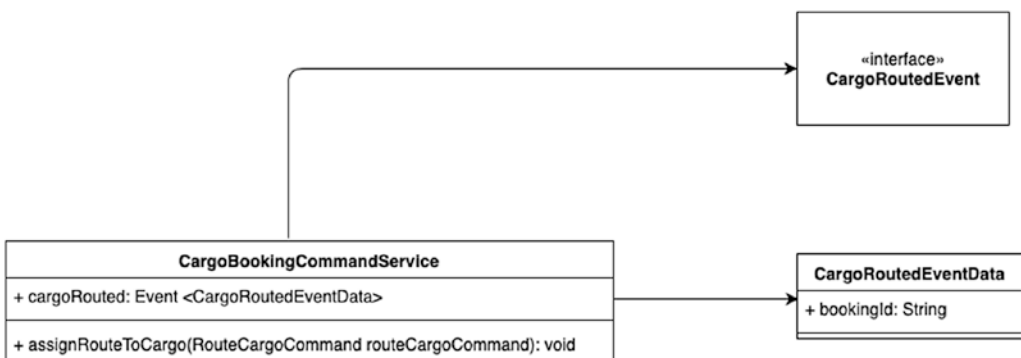 «interface»
CargoRoutedEvent
CargoBookingCommandService
+ cargoRouted: Event <CargoRoutedEventData>
+ assignRouteToCargo(RouteCargoCommand routeCargoCommand): void
CargoRoutedEventData
+ bookingId: String